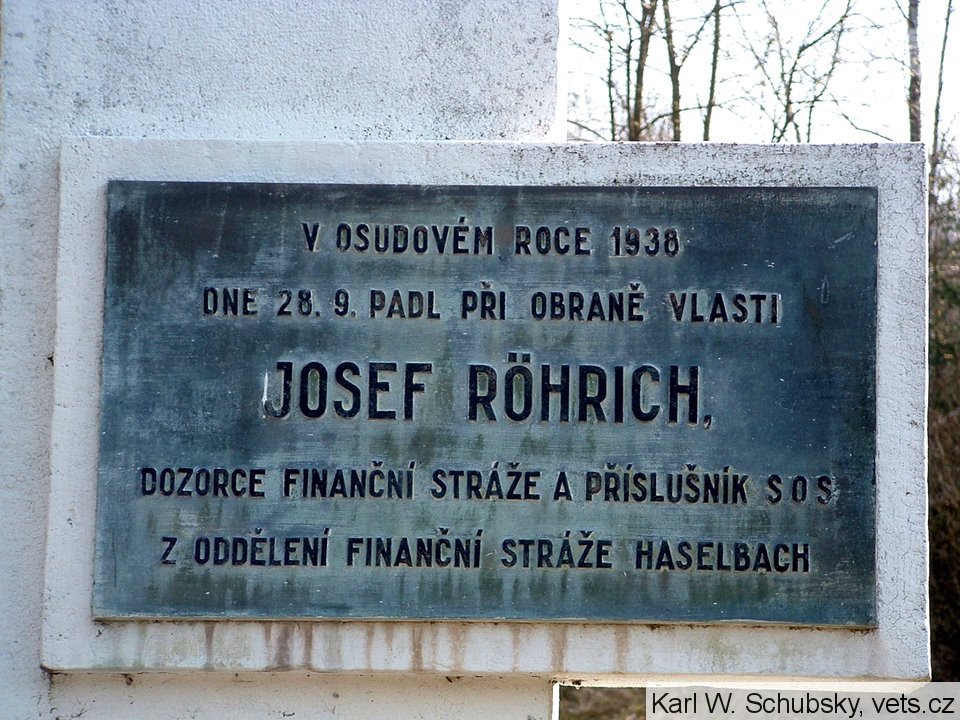 V OSUDOVÉM ROCE 1938
DNE 28. 9. PADL PŘI OBRANĚ VLASTI
JOSEF RÖHRICH,
DOZORCE FINANČNÍ STRÁŽE A PŘÍSLUŠNÍK S O S
Z ODDĚLENÍ FINANČNÍ STRÁŽE HASELBACH
Karl W. Schubsky, vets.cz